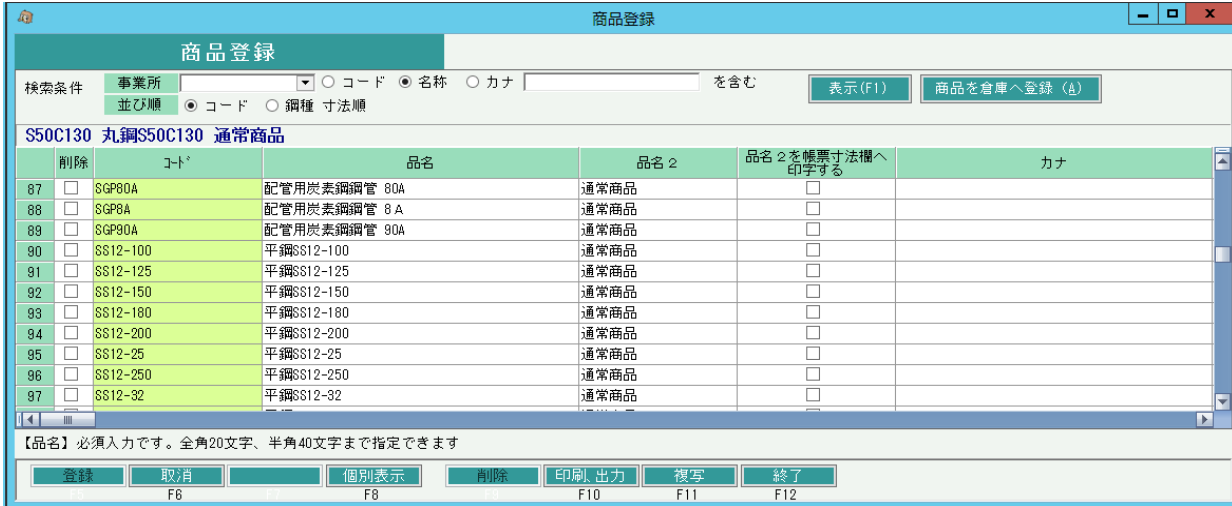 商品登録
商品登録
検索条件 事業所 コード 名称 カナ を含む 表示(F1) 商品を倉庫へ登録 (A)
並び順 コード 鋼種 寸法順
S50C130 丸鋼S50C130 通常商品
削除 コード 品名 品名２ 品名２を帳票寸法欄へ印字する カナ
87 SGP80A 配管用炭素鋼鋼管 80A 通常商品
88 SGP8A 配管用炭素鋼鋼管 ８Ａ 通常商品
89 SGP90A 配管用炭素鋼鋼管 90A 通常商品
90 SS12-100 平鋼SS12-100 通常商品
91 SS12-125 平鋼SS12-125 通常商品
92 SS12-150 平鋼SS12-150 通常商品
93 SS12-180 平鋼SS12-180 通常商品
94 SS12-200 平鋼SS12-200 通常商品
95 SS12-25 平鋼SS12-25 通常商品
96 SS12-250 平鋼SS12-250 通常商品
97 SS12-32 平鋼SS12-32 通常商品
【品名】必須入力です。全角20文字、半角40文字まで指定できます
登録 取消 個別表示 削除 印刷、出力 複写 終了
F5 F6 F7 F8 F9 F10 F11 F12